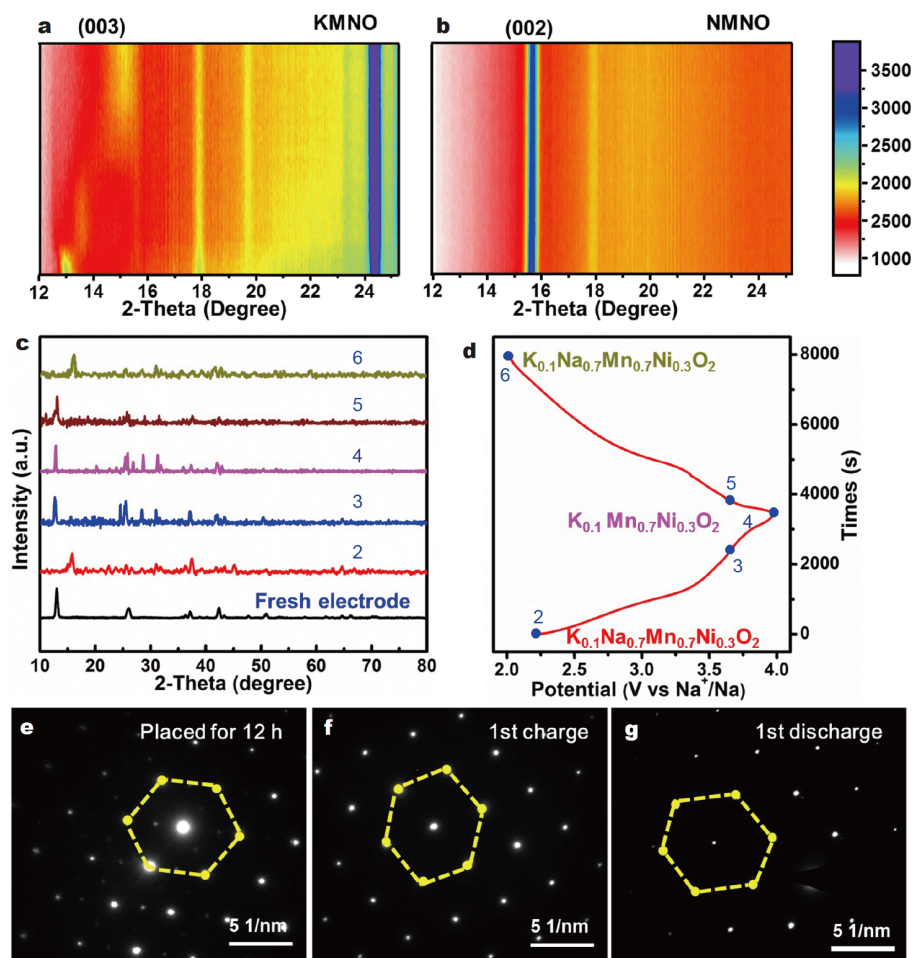 a (003) KMNO
b (002) NMNO
3500
3000
2500
2000
2500
1000
12 14 16 18 20 22 24
2-Theta (Degree)
12 14 16 18 20 22 24
2-Theta (Degree)
c
6
5
4
3
2
Fresh electrode
Intensity (a.u.)
10 20 30 40 50 60 70 80
2-Theta (degree)
d
K0.1Na0.7Mn0.7Ni0.3O2
6
5
4
K0.1 Mn0.7Ni0.3O2
3
2
K0.1Na0.7Mn0.7Ni0.3O2
8000
6000
4000
2000
0
Times (s)
2.0 2.5 3.0 3.5 4.0
Potential (V vs Na+/Na)
e Placed for 12 h
5 1/nm
f 1st charge
5 1/nm
g 1st discharge
5 1/nm